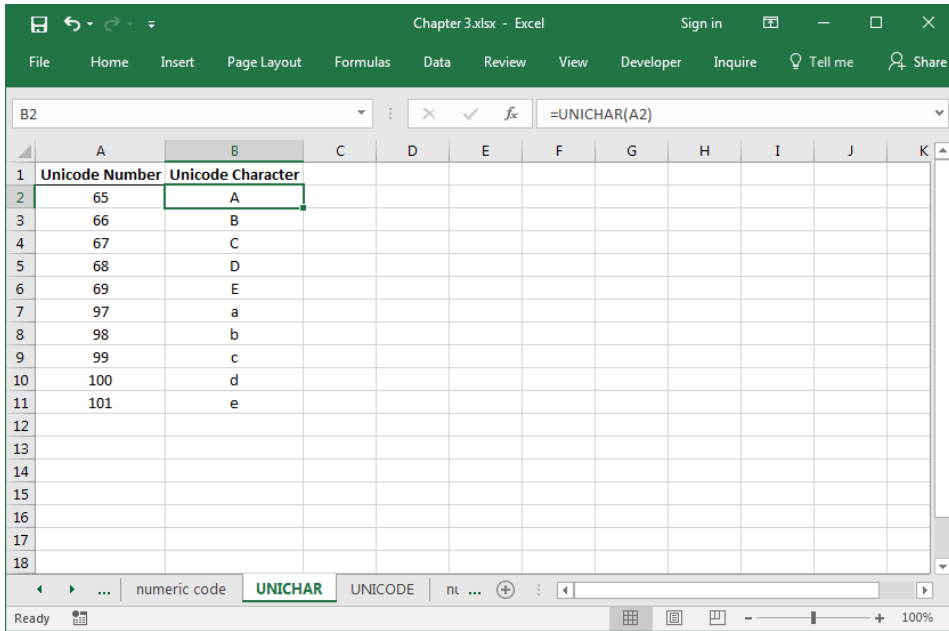 Chapter 3.xlsx - Excel Sign in
File Home Insert Page Layout Formulas Data Review View Developer Inquire Tell me Share
B2 fx =UNICHAR(A2)
A B C D E F G H I J K
1 Unicode Number Unicode Character
2 65 A
3 66 B
4 67 C
5 68 D
6 69 E
7 97 a
8 98 b
9 99 c
10 100 d
11 101 e
12
13
14
15
16
17
18
... numeric code UNICHAR UNICODE nu ...
Ready 100%